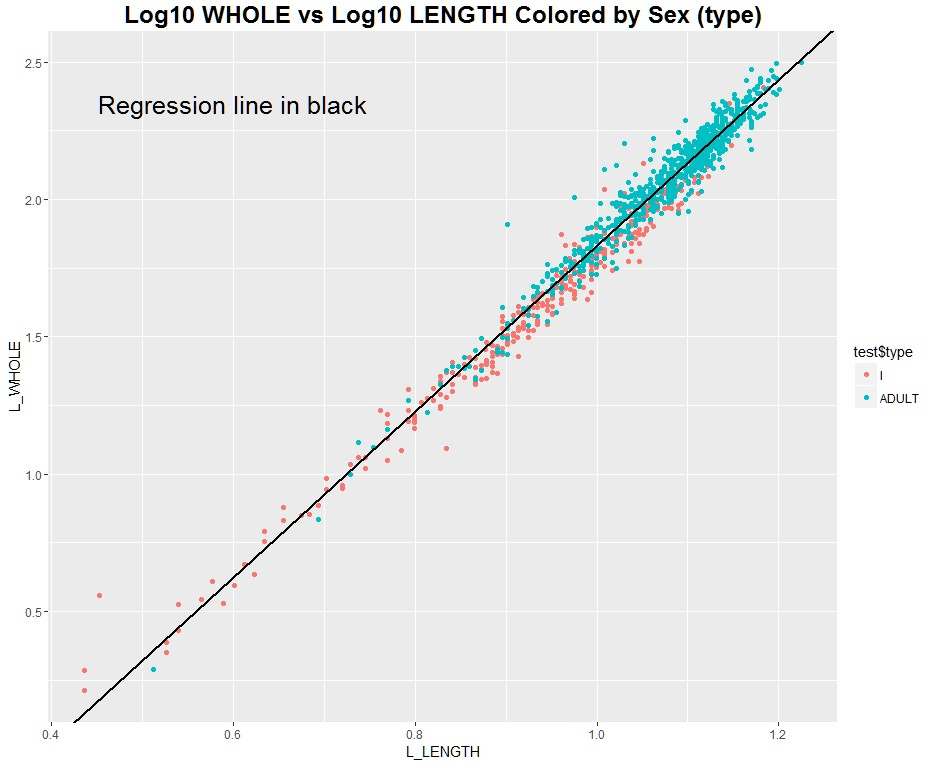 Log10 WHOLE vs Log10 LENGTH Colored by Sex (type)
Regression line in black
2.5
2.0
1.5
1.0
0.5
L_WHOLE
0.4 0.6 0.8 1.0 1.2
L_LENGTH
test$type
I
ADULT